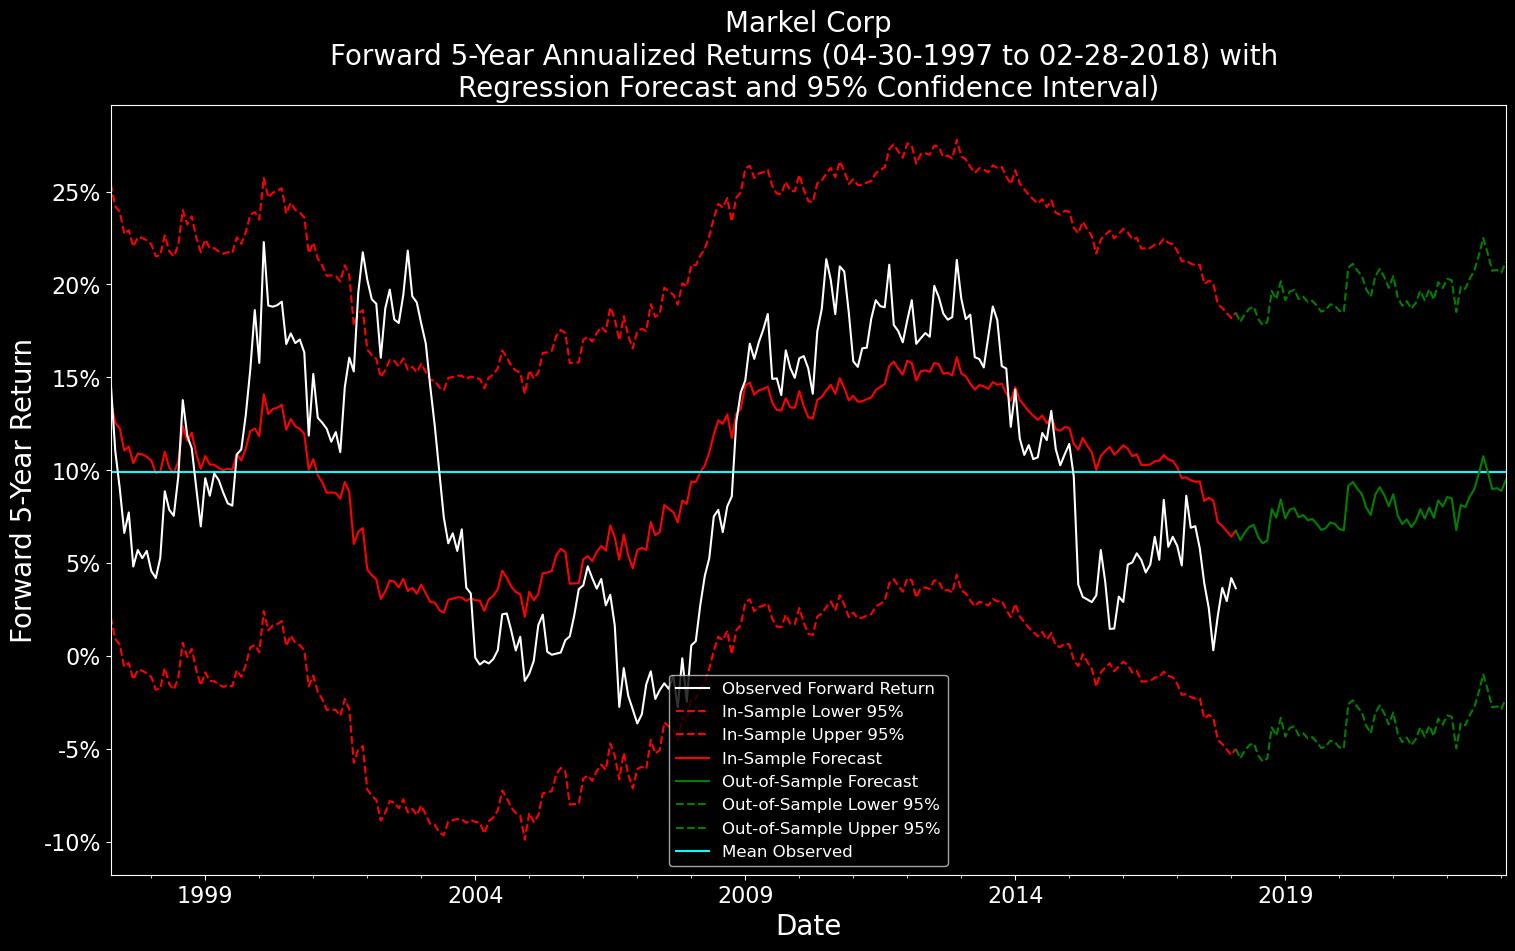 Markel Corp
Forward 5-Year Annualized Returns (04-30-1997 to 02-28-2018) with
Regression Forecast and 95% Confidence Interval)
Forward 5-Year Return
25%
20%
15%
10%
5%
0%
-5%
-10%
Observed Forward Return
In-Sample Lower 95%
In-Sample Upper 95%
In-Sample Forecast
Out-of-Sample Forecast
Out-of-Sample Lower 95%
Out-of-Sample Upper 95%
Mean Observed
1999 2004 2009 2014 2019
Date